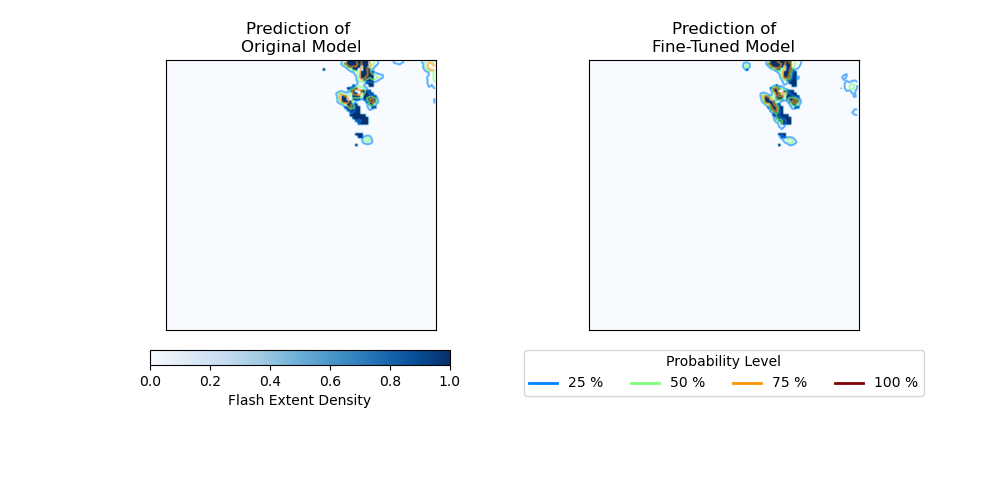 Prediction of
Original Model
Prediction of
Fine-Tuned Model
0.0 0.2 0.4 0.6 0.8 1.0
Flash Extent Density
Probability Level
25 % 50 % 75 % 100 %